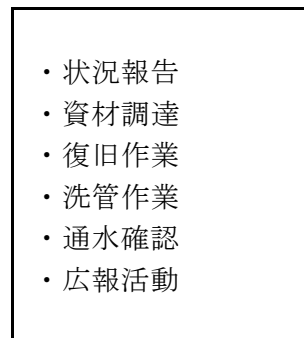 ・状況報告
・資材調達
・復旧作業
・洗管作業
・通水確認
・広報活動